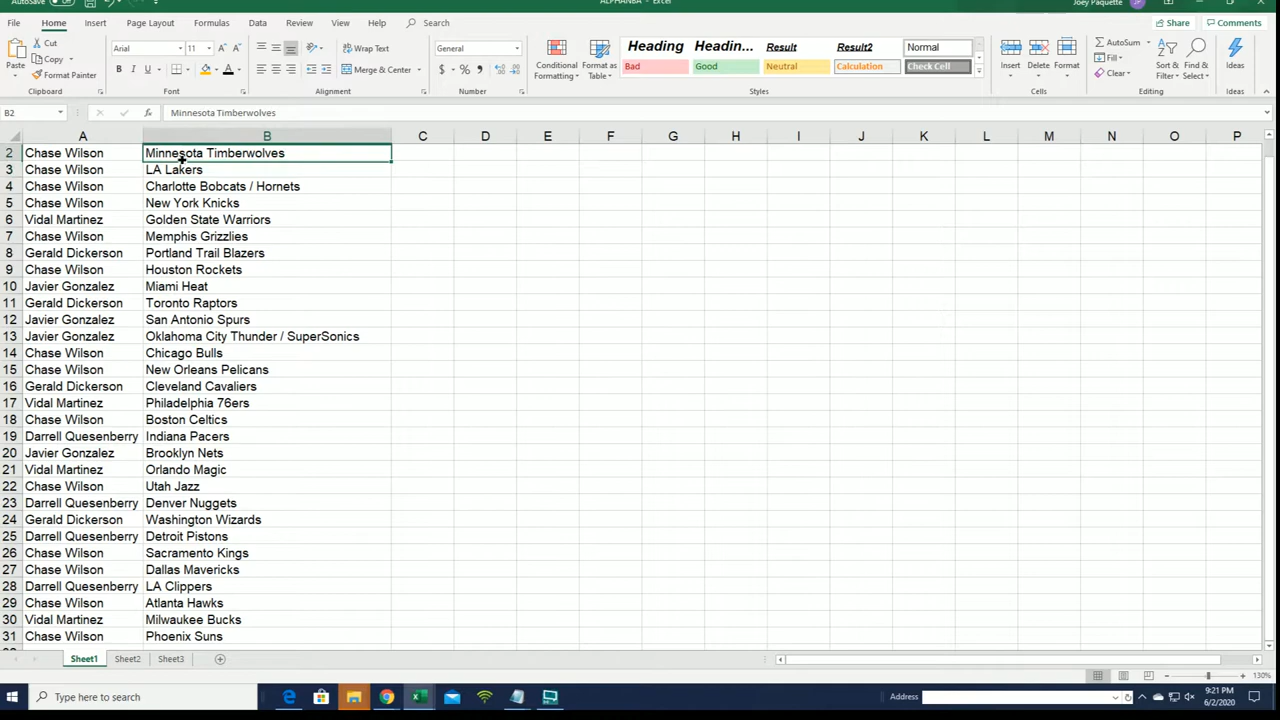 AutoSave Off
ALPHANBA - Excel
Joey Paquette
File Home Insert Page Layout Formulas Data Review View Help Search Share Comments
Paste Cut Copy Format Painter Clipboard
Arial 11 B I U A Font
Wrap Text Merge & Center Alignment
General $ % Number
Conditional Formatting Format as Table
Heading Headin... Result Result2 Normal
Bad Good Neutral Calculation Check Cell
Styles
Insert Delete Format Cells
AutoSum Fill Clear Sort & Filter Find & Select Editing
Ideas Ideas
B2 fx Minnesota Timberwolves
A B C D E F G H I J K L M N O P
2 Chase Wilson Minnesota Timberwolves
3 Chase Wilson LA Lakers
4 Chase Wilson Charlotte Bobcats / Hornets
5 Chase Wilson New York Knicks
6 Vidal Martinez Golden State Warriors
7 Chase Wilson Memphis Grizzlies
8 Gerald Dickerson Portland Trail Blazers
9 Chase Wilson Houston Rockets
10 Javier Gonzalez Miami Heat
11 Gerald Dickerson Toronto Raptors
12 Javier Gonzalez San Antonio Spurs
13 Javier Gonzalez Oklahoma City Thunder / SuperSonics
14 Chase Wilson Chicago Bulls
15 Chase Wilson New Orleans Pelicans
16 Gerald Dickerson Cleveland Cavaliers
17 Vidal Martinez Philadelphia 76ers
18 Chase Wilson Boston Celtics
19 Darrell Quesenberry Indiana Pacers
20 Javier Gonzalez Brooklyn Nets
21 Vidal Martinez Orlando Magic
22 Chase Wilson Utah Jazz
23 Darrell Quesenberry Denver Nuggets
24 Gerald Dickerson Washington Wizards
25 Darrell Quesenberry Detroit Pistons
26 Chase Wilson Sacramento Kings
27 Chase Wilson Dallas Mavericks
28 Darrell Quesenberry LA Clippers
29 Chase Wilson Atlanta Hawks
30 Vidal Martinez Milwaukee Bucks
31 Chase Wilson Phoenix Suns
Sheet1 Sheet2 Sheet3
130%
Type here to search Address 9:21 PM
6/2/2020